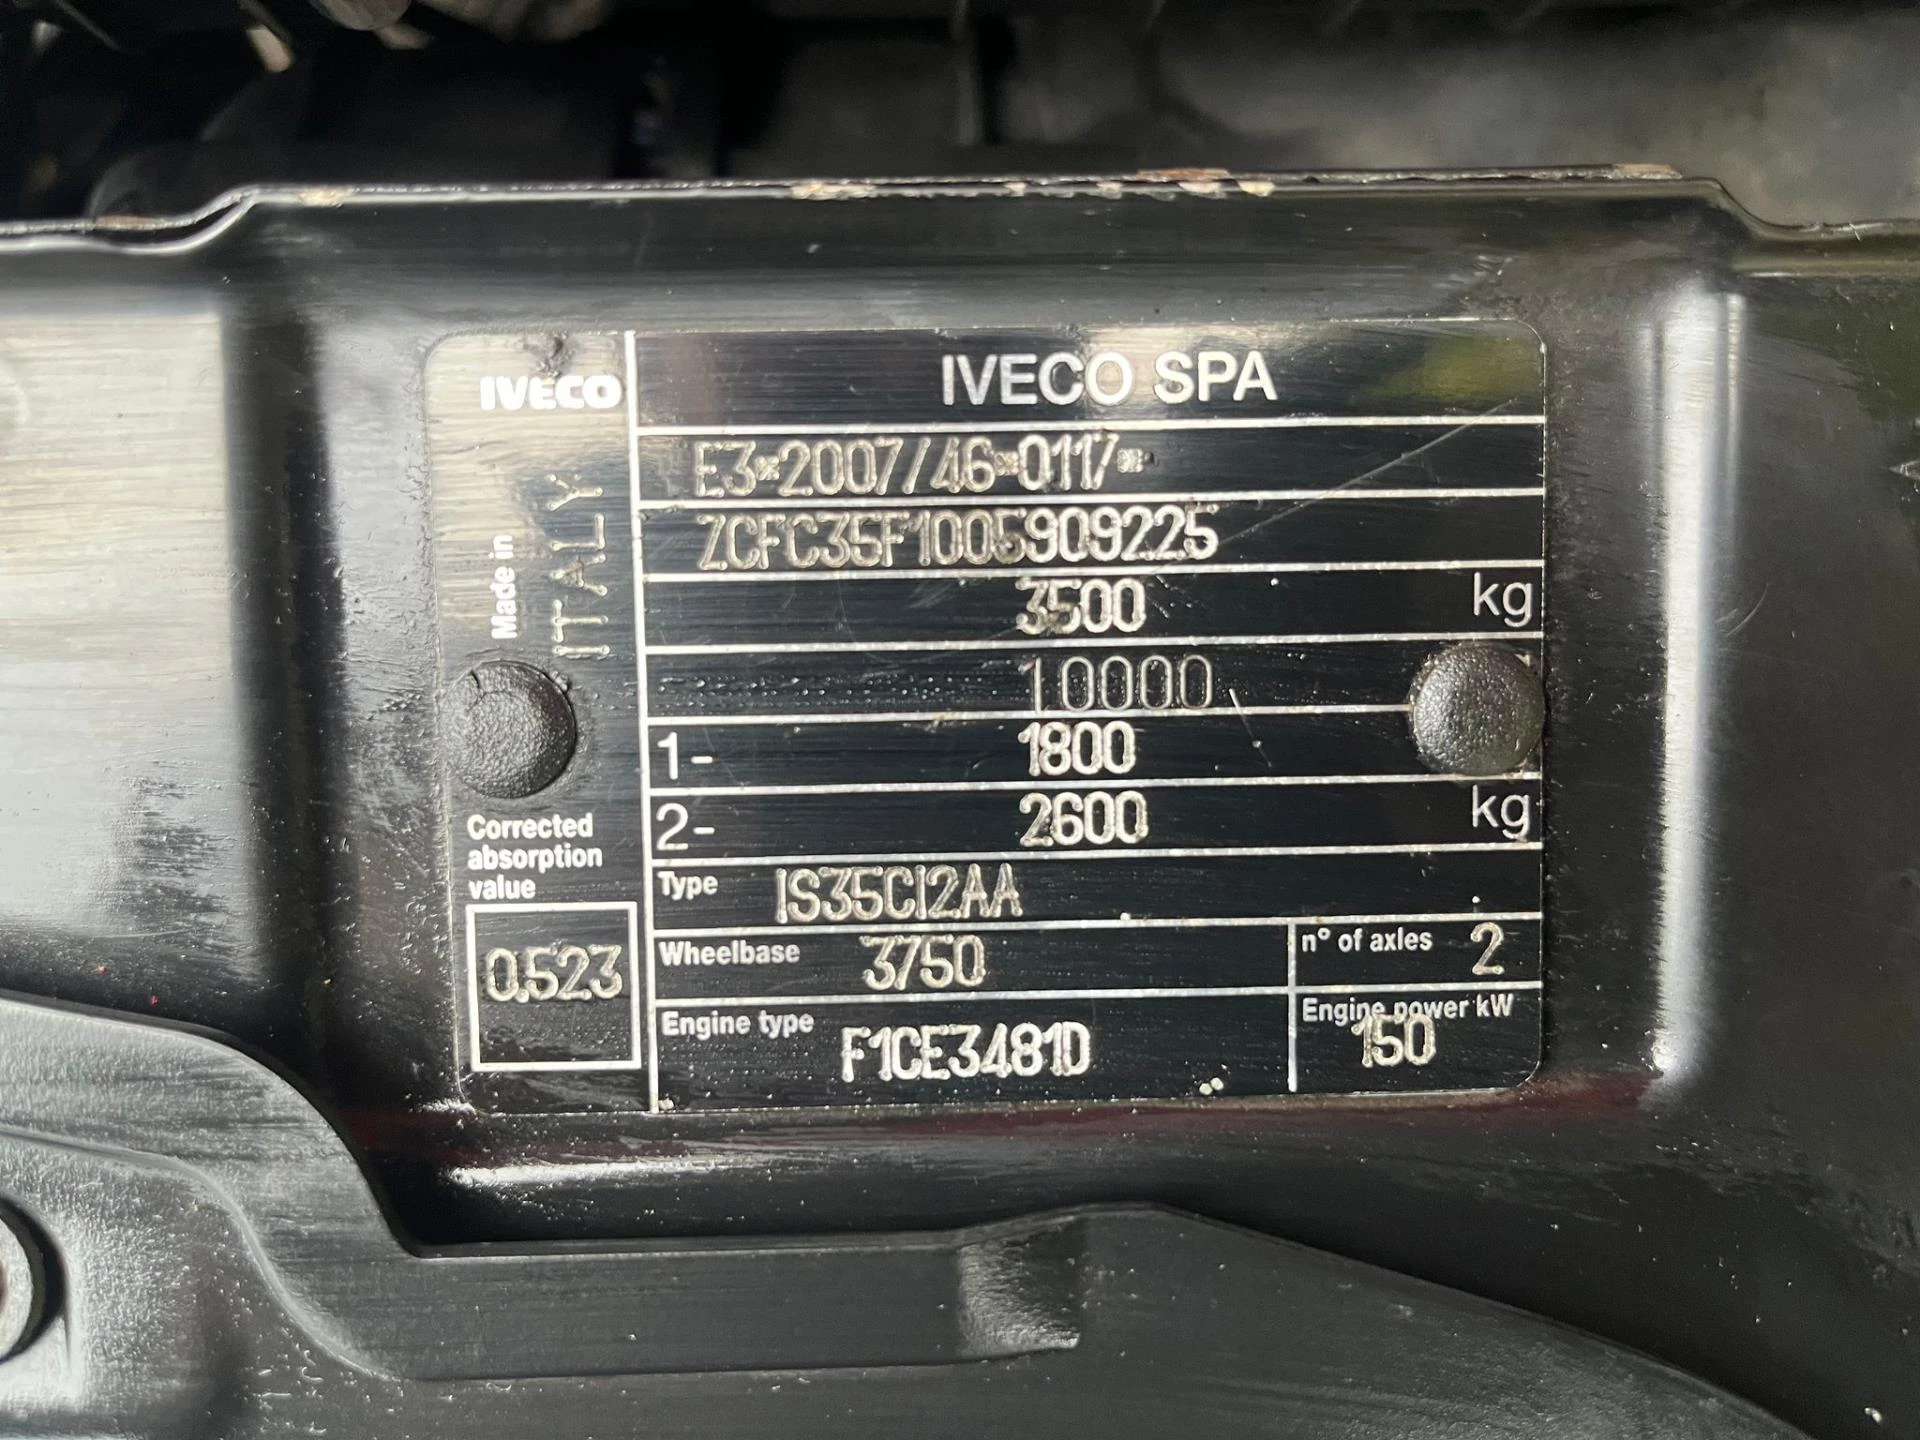 IVECO
Made in
ITALY
Corrected
absorption
value
0.523
IVECO SPA
E3*2007/46*0117*
ZCFC35F1005909225
3500 kg
10000
1- 1800
2- 2600 kg
Type IS35CI2AA
Wheelbase 3750
n° of axles 2
Engine type F1CE3481D
Engine power kW
150